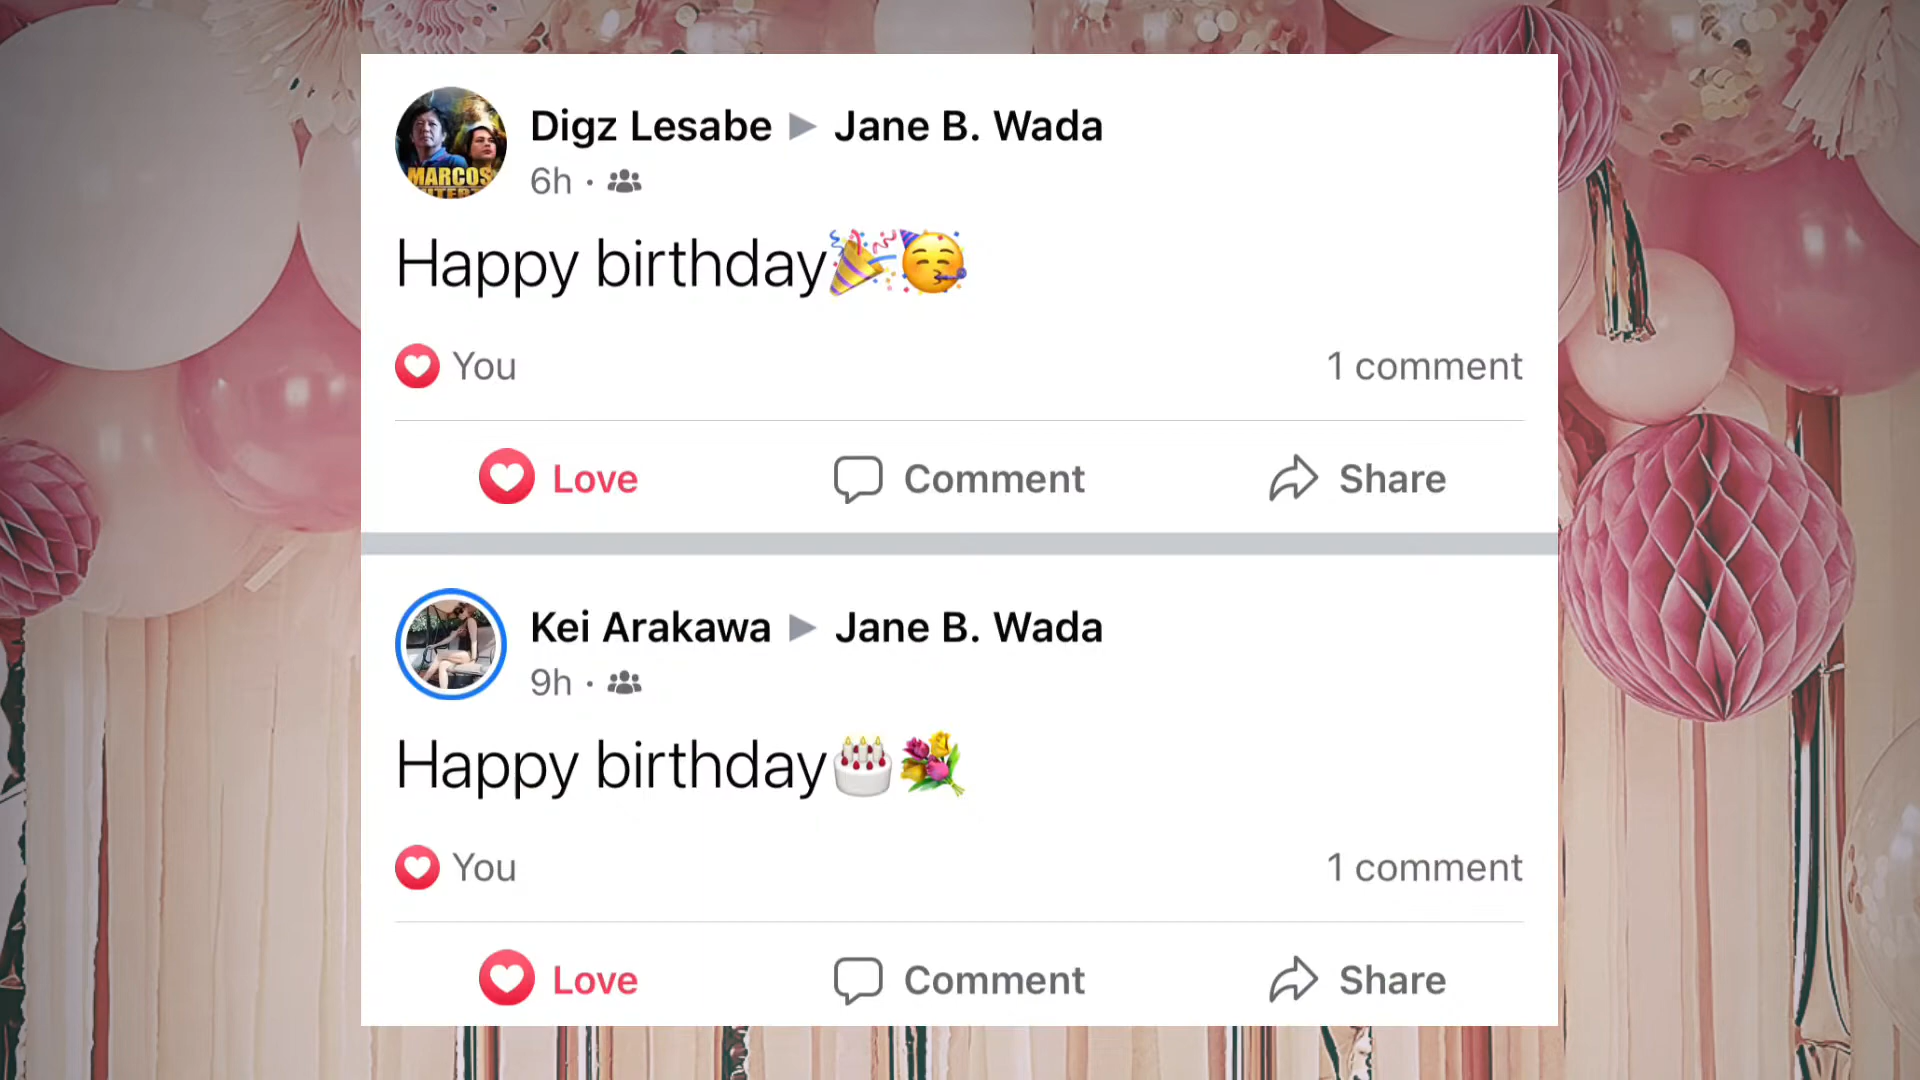 Digz Lesabe ▶ Jane B. Wada
6h ·
MARCOS
Happy birthday🎉🥳
You
1 comment
Love
Comment
Share
Kei Arakawa ▶ Jane B. Wada
9h ·
Happy birthday🎂💐
You
1 comment
Love
Comment
Share